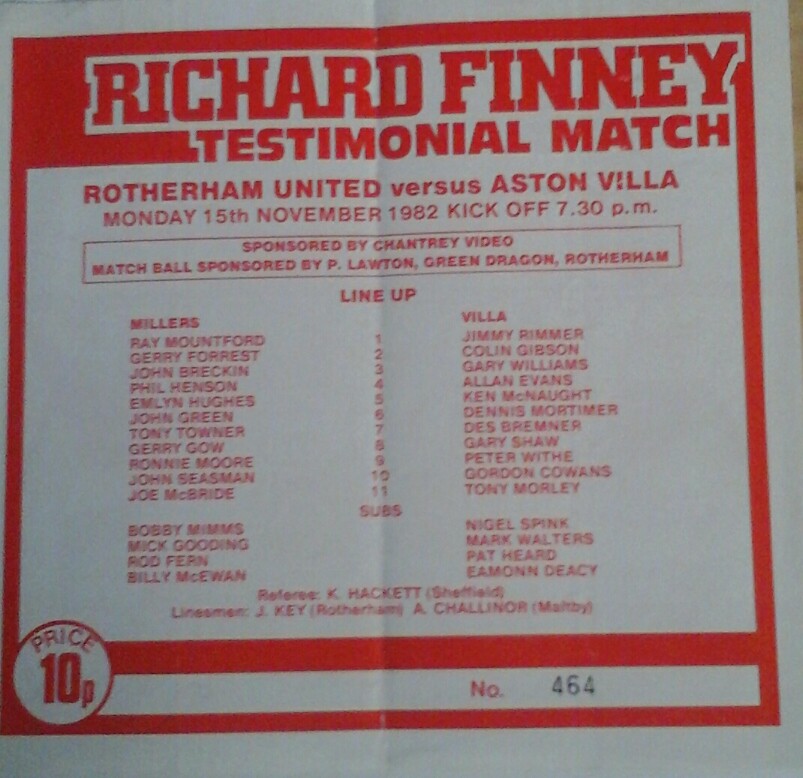 RICHARD FINNEY
TESTIMONIAL MATCH
ROTHERHAM UNITED versus ASTON VILLA
MONDAY 15th NOVEMBER 1982 KICK OFF 7.30 p.m.
SPONSORED BY CHANTREY VIDEO
MATCH BALL SPONSORED BY P. LAWTON, GREEN DRAGON, ROTHERHAM
LINE UP
MILLERS VILLA
RAY MOUNTFORD 1 JIMMY RIMMER
GERRY FORREST 2 COLIN GIBSON
JOHN BRECKIN 3 GARY WILLIAMS
PHIL HENSON 4 ALLAN EVANS
EMLYN HUGHES 5 KEN McNAUGHT
JOHN GREEN 6 DENNIS MORTIMER
TONY TOWNER 7 DES BREMNER
GERRY GOW 8 GARY SHAW
RONNIE MOORE 9 PETER WITHE
JOHN SEASMAN 10 GORDON COWANS
JOE McBRIDE 11 TONY MORLEY
SUBS
BOBBY MIMMS NIGEL SPINK
MICK GOODING MARK WALTERS
ROD FERN PAT HEARD
BILLY McEWAN EAMONN DEACY
Referee: K. HACKETT (Sheffield)
Linesmen: J. KEY (Rotherham) A. CHALLINOR (Maltby)
PRICE
10p
No. 464